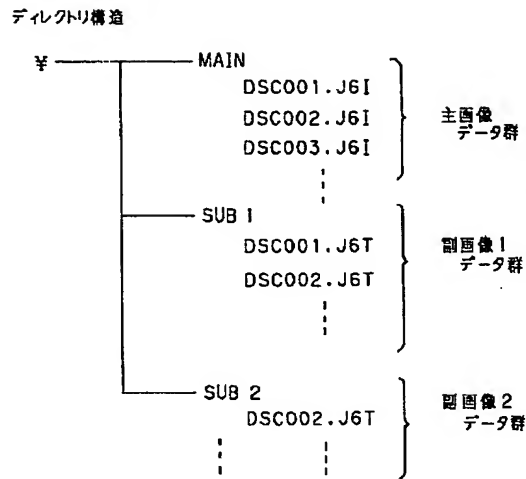 ディレクトリ構造
¥
MAIN
DSC001.J6I
DSC002.J6I
DSC003.J6I
主画像
データ群
SUB 1
DSC001.J6T
DSC002.J6T
副画像1
データ群
SUB 2
DSC002.J6T
副画像2
データ群